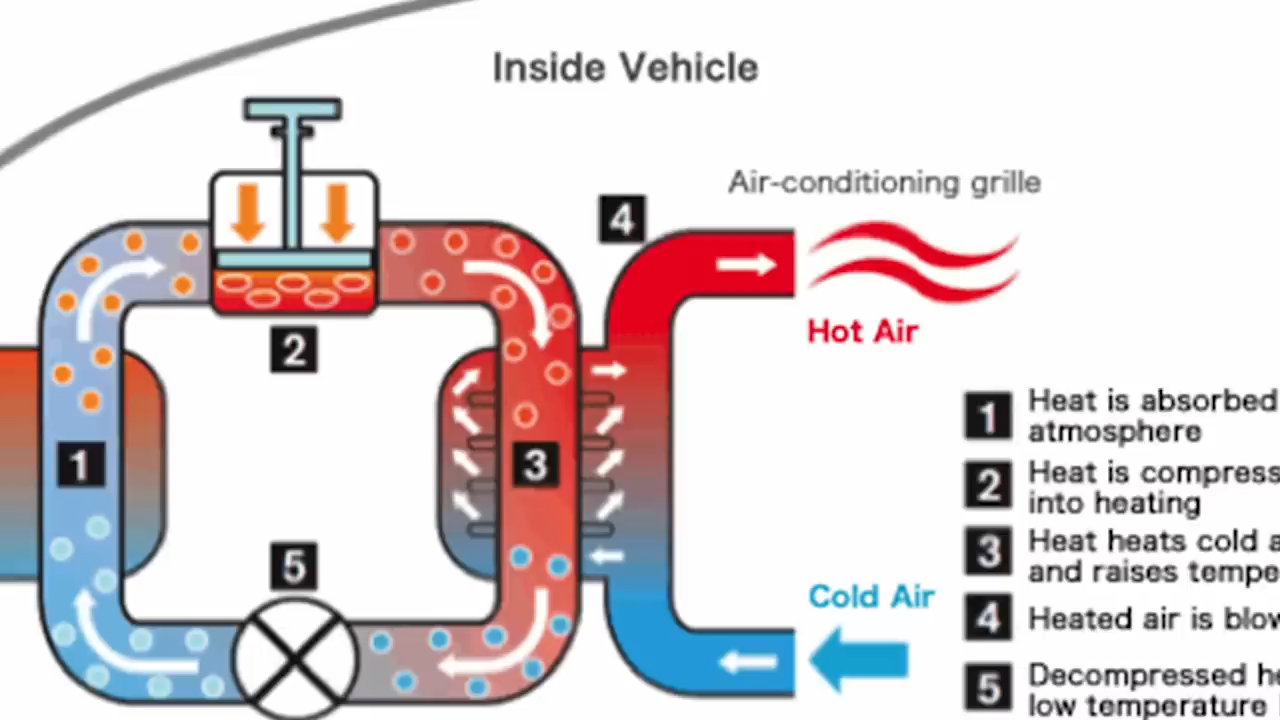 Inside Vehicle
Air-conditioning grille
4
Hot Air
2
1
3
5
Cold Air
1 Heat is absorbed
atmosphere
2 Heat is compress
into heating
3 Heat heats cold a
and raises tempe
4 Heated air is blow
5 Decompressed he
low temperature